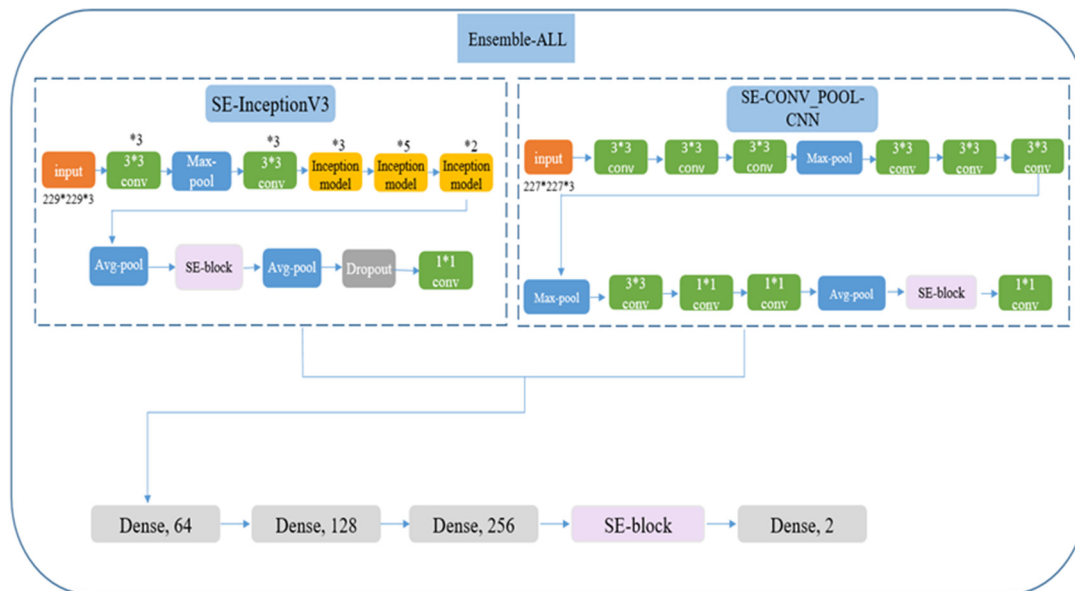 Ensemble-ALL
SE-InceptionV3
*3
*3
*3
*5
*2
input
3*3
conv
Max-
pool
3*3
conv
Inception
model
Inception
model
Inception
model
229*229*3
Avg-pool
SE-block
Avg-pool
Dropout
1*1
conv
SE-CONV_POOL-
CNN
input
3*3
conv
3*3
conv
3*3
conv
Max-pool
3*3
conv
3*3
conv
3*3
conv
227*227*3
Max-pool
3*3
conv
1*1
conv
1*1
conv
Avg-pool
SE-block
1*1
conv
Dense, 64
Dense, 128
Dense, 256
SE-block
Dense, 2